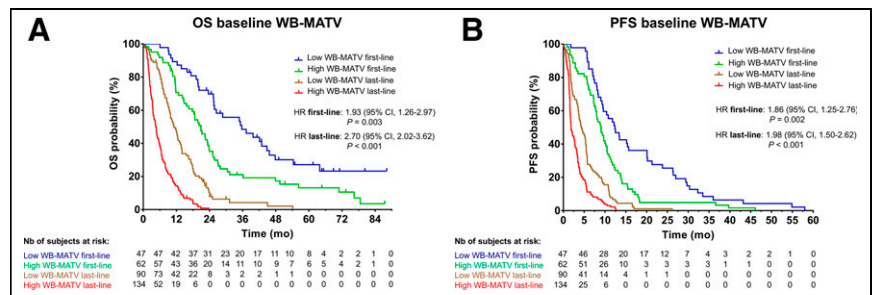 A
OS baseline WB-MATV
OS probability (%)
100
80
60
40
20
0
Low WB-MATV first-line
High WB-MATV first-line
Low WB-MATV last-line
High WB-MATV last-line
HR first-line: 1.93 (95% CI, 1.26-2.97)
P = 0.003
HR last-line: 2.70 (95% CI, 2.02-3.62)
P < 0.001
0 12 24 36 48 60 72 84
Time (mo)
Nb of subjects at risk:
Low WB-MATV first-line 47 47 42 37 31 23 20 17 11 10 8 4 2 2 1 0
High WB-MATV first-line 62 57 43 36 20 14 11 10 9 7 6 5 4 2 1 0
Low WB-MATV last-line 90 73 42 22 8 3 2 2 1 1 0 0 0 0 0 0
High WB-MATV last-line 134 52 19 6 0 0 0 0 0 0 0 0 0 0 0 0
B
PFS baseline WB-MATV
PFS probability (%)
100
80
60
40
20
0
Low WB-MATV first-line
High WB-MATV first-line
Low WB-MATV last-line
High WB-MATV last-line
HR first-line: 1.86 (95% CI, 1.25-2.76)
P = 0.002
HR last-line: 1.98 (95% CI, 1.50-2.62)
P < 0.001
0 5 10 15 20 25 30 35 40 45 50 55 60
Time (mo)
Nb of subjects at risk:
Low WB-MATV first-line 47 46 28 20 17 12 7 4 3 2 2 1 0
High WB-MATV first-line 62 51 26 10 3 3 3 3 1 1 0 0 0
Low WB-MATV last-line 90 41 14 4 1 1 0 0 0 0 0 0 0
High WB-MATV last-line 134 25 6 0 0 0 0 0 0 0 0 0 0